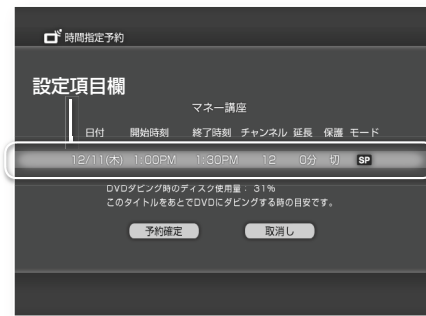 時間指定予約
設定項目欄
マネー講座
日付 開始時刻 終了時刻 チャンネル 延長 保護 モード
12/11(木) 1:00PM 1:30PM 12 0分 切 SP
DVDダビング時のディスク使用量： 31%
このタイトルをあとでDVDにダビングする時の目安です。
予約確定 取消し